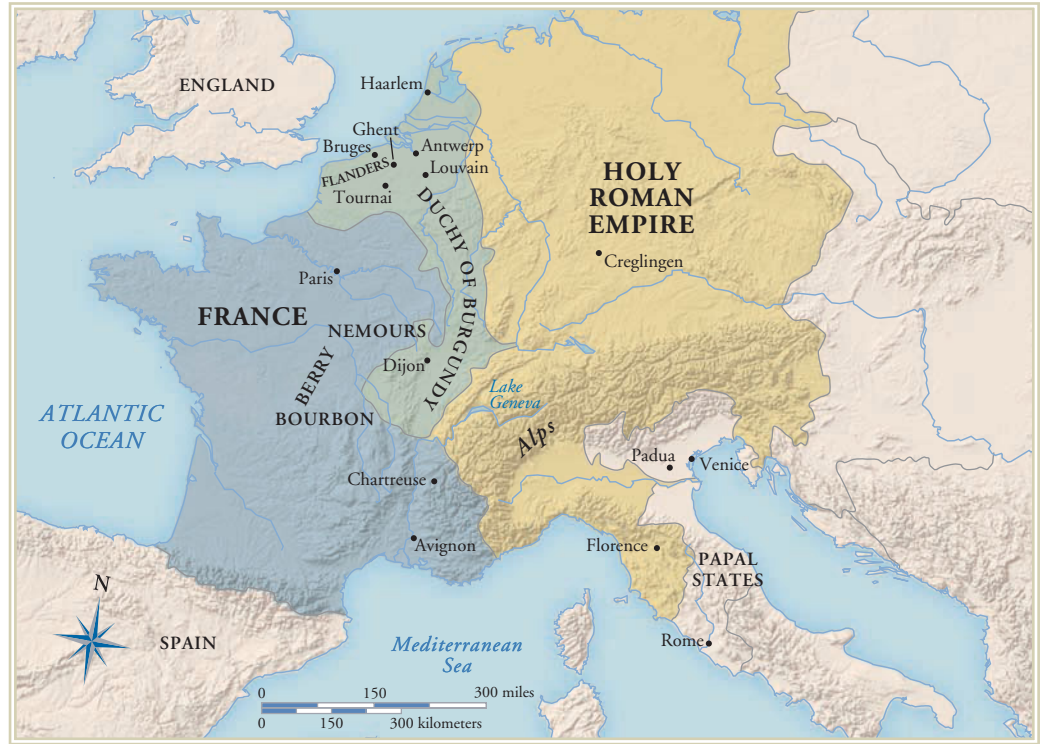 ENGLAND
Haarlem
Ghent
Bruges
Antwerp
FLANDERS
Louvain
Tournai
DUCHY OF BURGUNDY
HOLY
ROMAN
EMPIRE
Creglingen
Paris
FRANCE
NEMOURS
Dijon
BERRY
BOURBON
Lake
Geneva
Alps
ATLANTIC
OCEAN
Padua
Venice
Chartreuse
Avignon
Florence
PAPAL
STATES
N
SPAIN
Rome
Mediterranean
Sea
0 150 300 miles
0 150 300 kilometers